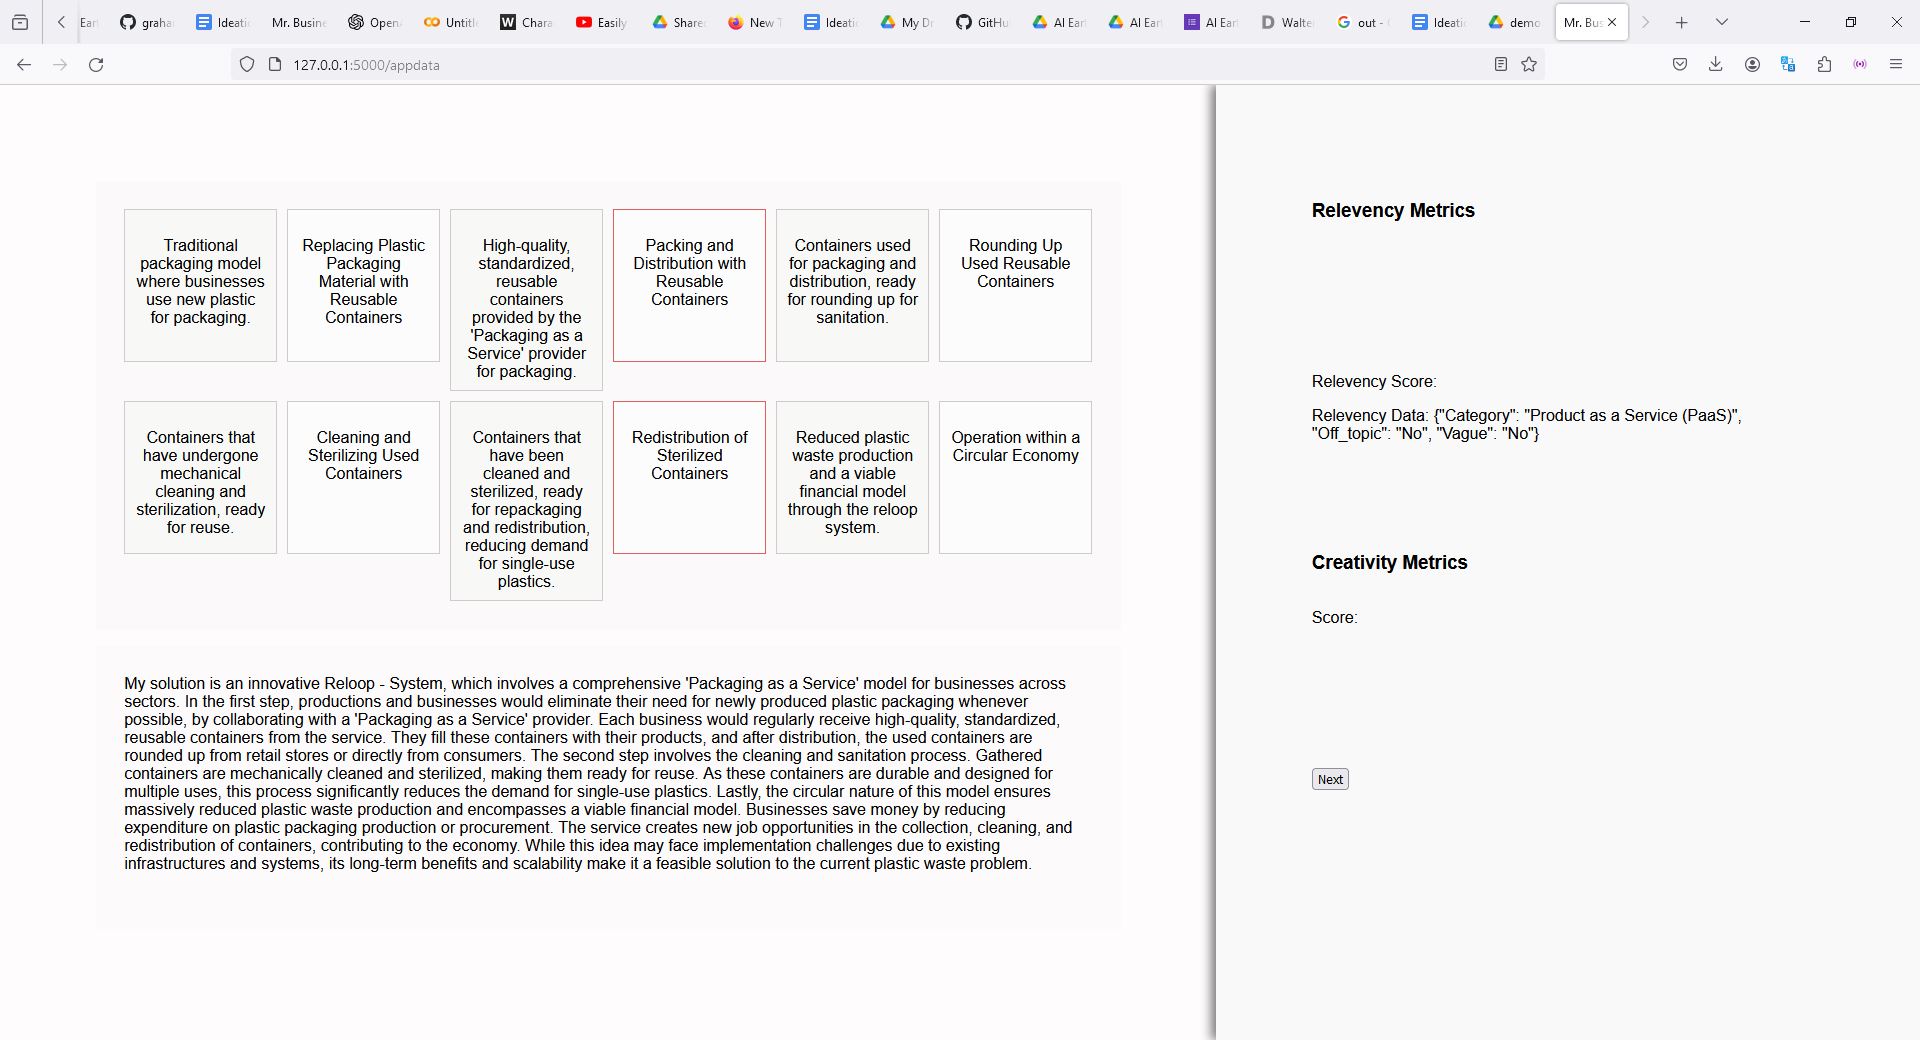 Earl
graha
Ideatic
Mr. Busine
Open
Untitle
W
Chara
Easily
Share
New T
Ideatic
My Dr
GitHu
AI Ear
AI Ear
AI Ear
D
Walte
G
out - G
Ideatic
demo
Mr. Bus
127.0.0.1:5000/appdata
Traditional
packaging model
where businesses
use new plastic
for packaging.
Replacing Plastic
Packaging
Material with
Reusable
Containers
High-quality,
standardized,
reusable
containers
provided by the
'Packaging as a
Service' provider
for packaging.
Packing and
Distribution with
Reusable
Containers
Containers used
for packaging and
distribution, ready
for rounding up for
sanitation.
Rounding Up
Used Reusable
Containers
Containers that
have undergone
mechanical
cleaning and
sterilization, ready
for reuse.
Cleaning and
Sterilizing Used
Containers
Containers that
have been
cleaned and
sterilized, ready
for repackaging
and redistribution,
reducing demand
for single-use
plastics.
Redistribution of
Sterilized
Containers
Reduced plastic
waste production
and a viable
financial model
through the reloop
system.
Operation within a
Circular Economy
My solution is an innovative Reloop - System, which involves a comprehensive 'Packaging as a Service' model for businesses across
sectors. In the first step, productions and businesses would eliminate their need for newly produced plastic packaging whenever
possible, by collaborating with a 'Packaging as a Service' provider. Each business would regularly receive high-quality, standardized,
reusable containers from the service. They fill these containers with their products, and after distribution, the used containers are
rounded up from retail stores or directly from consumers. The second step involves the cleaning and sanitation process. Gathered
containers are mechanically cleaned and sterilized, making them ready for reuse. As these containers are durable and designed for
multiple uses, this process significantly reduces the demand for single-use plastics. Lastly, the circular nature of this model ensures
massively reduced plastic waste production and encompasses a viable financial model. Businesses save money by reducing
expenditure on plastic packaging production or procurement. The service creates new job opportunities in the collection, cleaning, and
redistribution of containers, contributing to the economy. While this idea may face implementation challenges due to existing
infrastructures and systems, its long-term benefits and scalability make it a feasible solution to the current plastic waste problem.
Relevency Metrics
Relevency Score:
Relevency Data: {"Category": "Product as a Service (PaaS)",
"Off_topic": "No", "Vague": "No"}
Creativity Metrics
Score:
Next